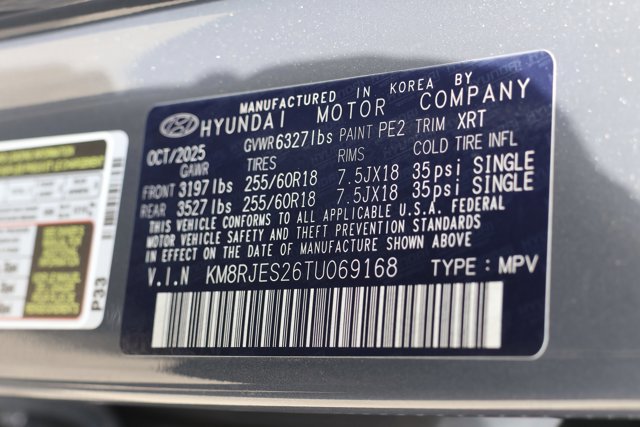 MANUFACTURED IN KOREA BY
HYUNDAI MOTOR COMPANY
OCT/2025 GVWR 6327lbs PAINT PE2 TRIM XRT
GAWR TIRES RIMS COLD TIRE INFL
FRONT 3197lbs 255/60R18 7.5JX18 35psi SINGLE
REAR 3527lbs 255/60R18 7.5JX18 35psi SINGLE
THIS VEHICLE CONFORMS TO ALL APPLICABLE U.S.A. FEDERAL
MOTOR VEHICLE SAFETY AND THEFT PREVENTION STANDARDS
IN EFFECT ON THE DATE OF MANUFACTURE SHOWN ABOVE
V.I.N KM8RJES26TU069168 TYPE : MPV
P33